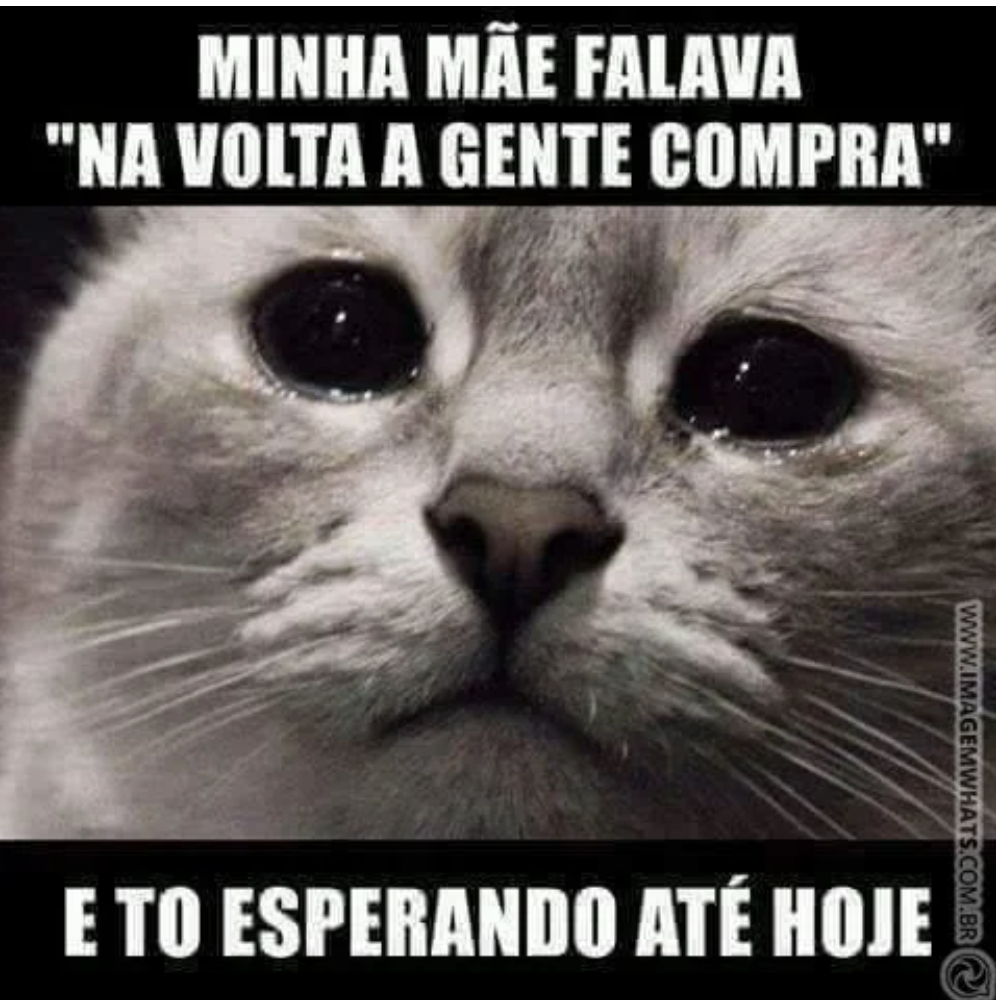 MINHA MÃE FALAVA
"NA VOLTA A GENTE COMPRA"
E TO ESPERANDO ATÉ HOJE
WWW.IMAGEMWHATS.COM.BR